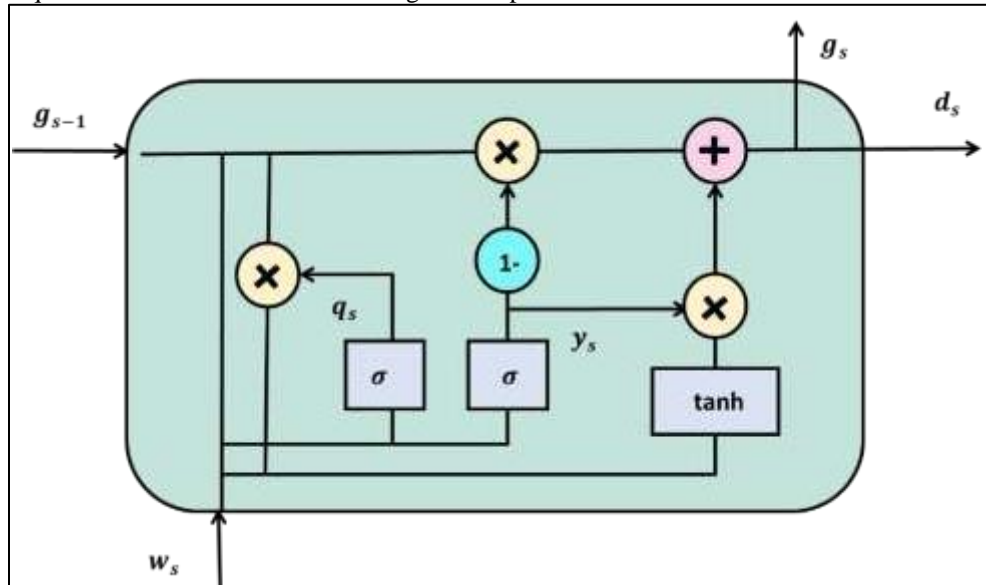 g_s
g_{s-1}
d_s
×
+
1-
×
×
q_s
y_s
σ
σ
tanh
w_s